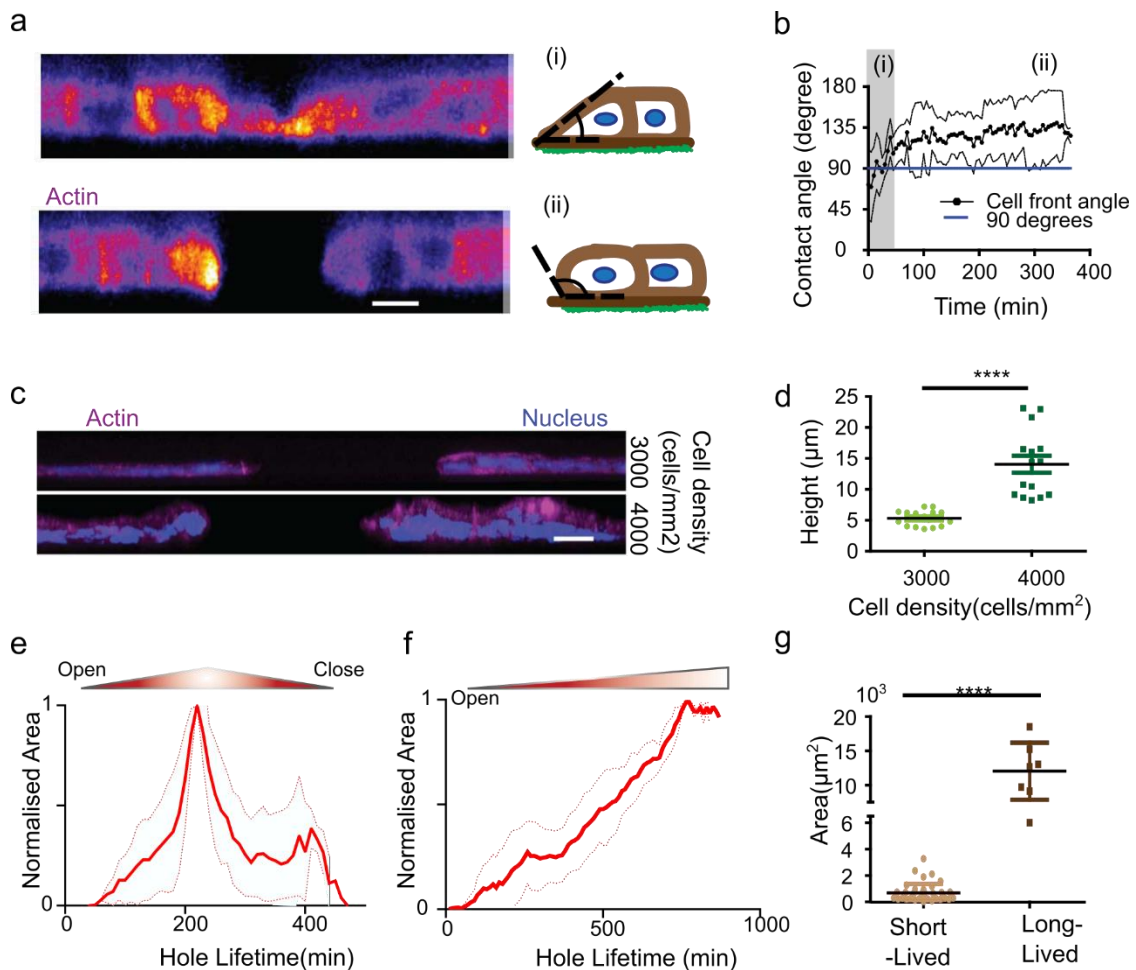 a
(i)
Actin
(ii)
b
(i)
(ii)
180
135
90
45
0
Contact angle (degree)
Cell front angle
90 degrees
0
100
200
300
400
Time (min)
c
Actin
Nucleus
3000
4000
Cell density
(cells/mm2)
d
****
25
20
15
10
5
0
Height (μm)
3000
4000
Cell density(cells/mm²)
e
Open
Close
1
0
Normalised Area
0
200
400
Hole Lifetime(min)
f
Open
1
0
Normalised Area
0
500
1000
Hole Lifetime (min)
g
10³
****
20
15
10
6
4
2
0
Area(μm²)
Short
-Lived
Long-
Lived